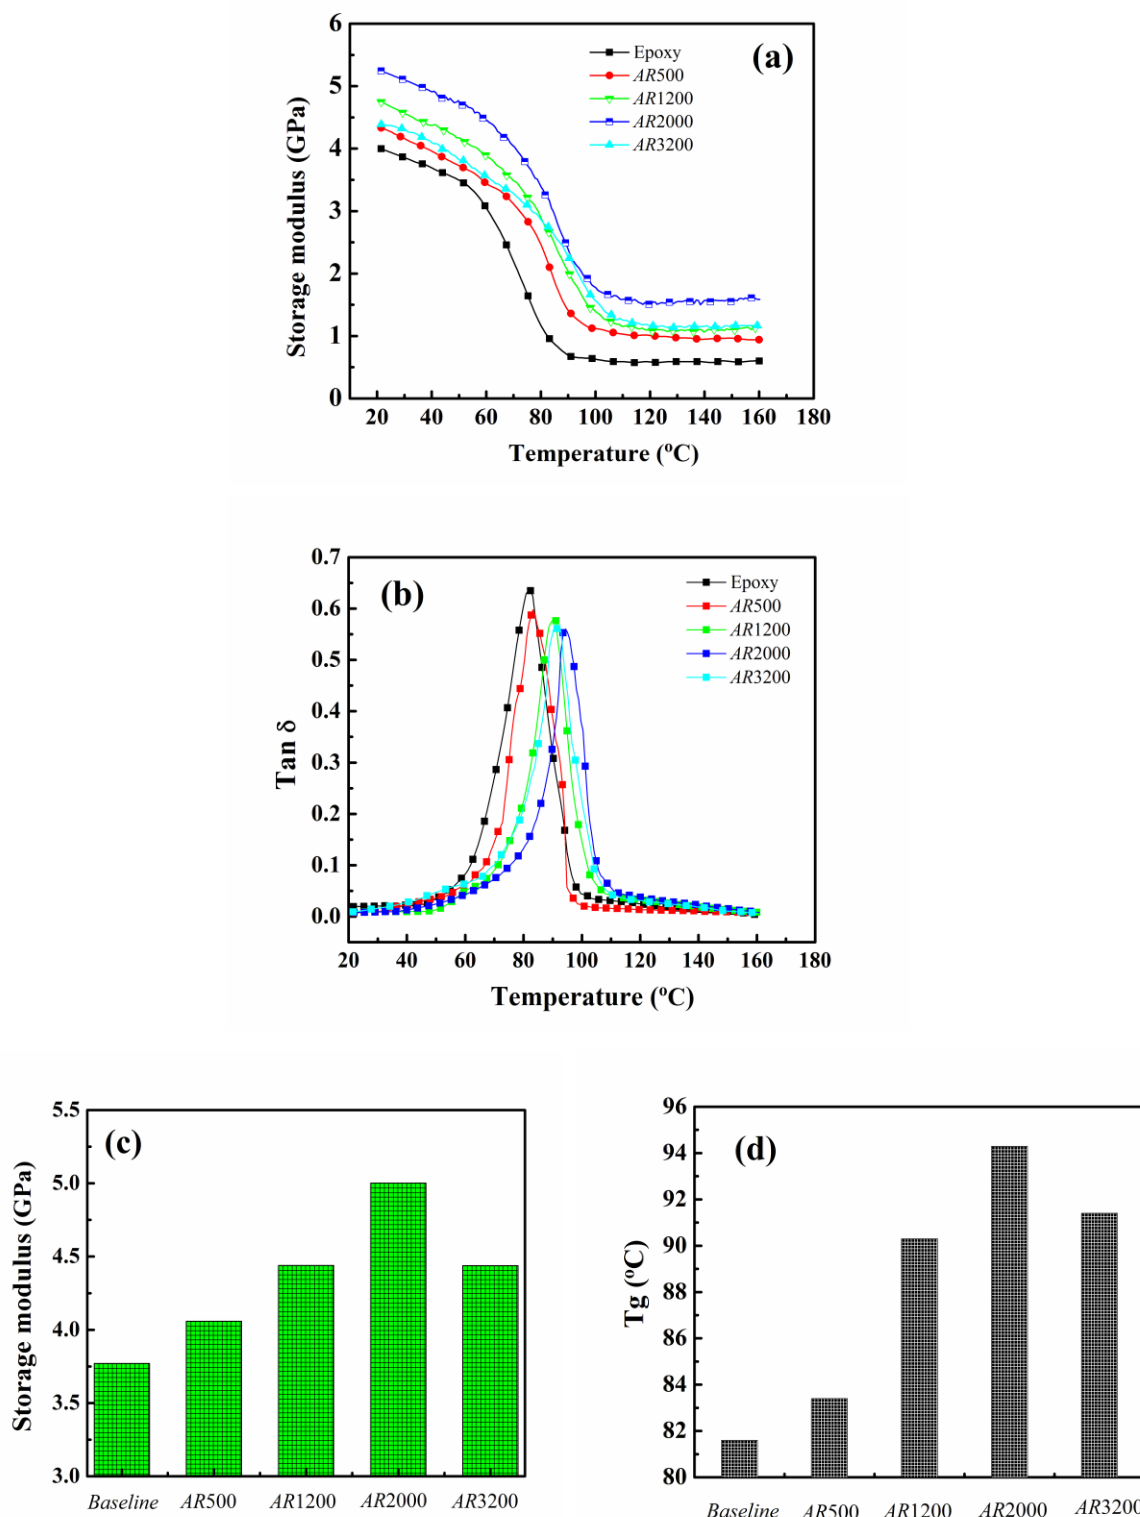 (a)
Epoxy
AR500
AR1200
AR2000
AR3200
6
5
4
3
2
1
0
Storage modulus (GPa)
20 40 60 80 100 120 140 160 180
Temperature (ºC)
(b)
Epoxy
AR500
AR1200
AR2000
AR3200
0.7
0.6
0.5
0.4
0.3
0.2
0.1
0.0
Tan δ
20 40 60 80 100 120 140 160 180
Temperature (ºC)
(c)
5.5
5.0
4.5
4.0
3.5
3.0
Storage modulus (GPa)
Baseline AR500 AR1200 AR2000 AR3200
(d)
96
94
92
90
88
86
84
82
80
Tg (ºC)
Baseline AR500 AR1200 AR2000 AR3200